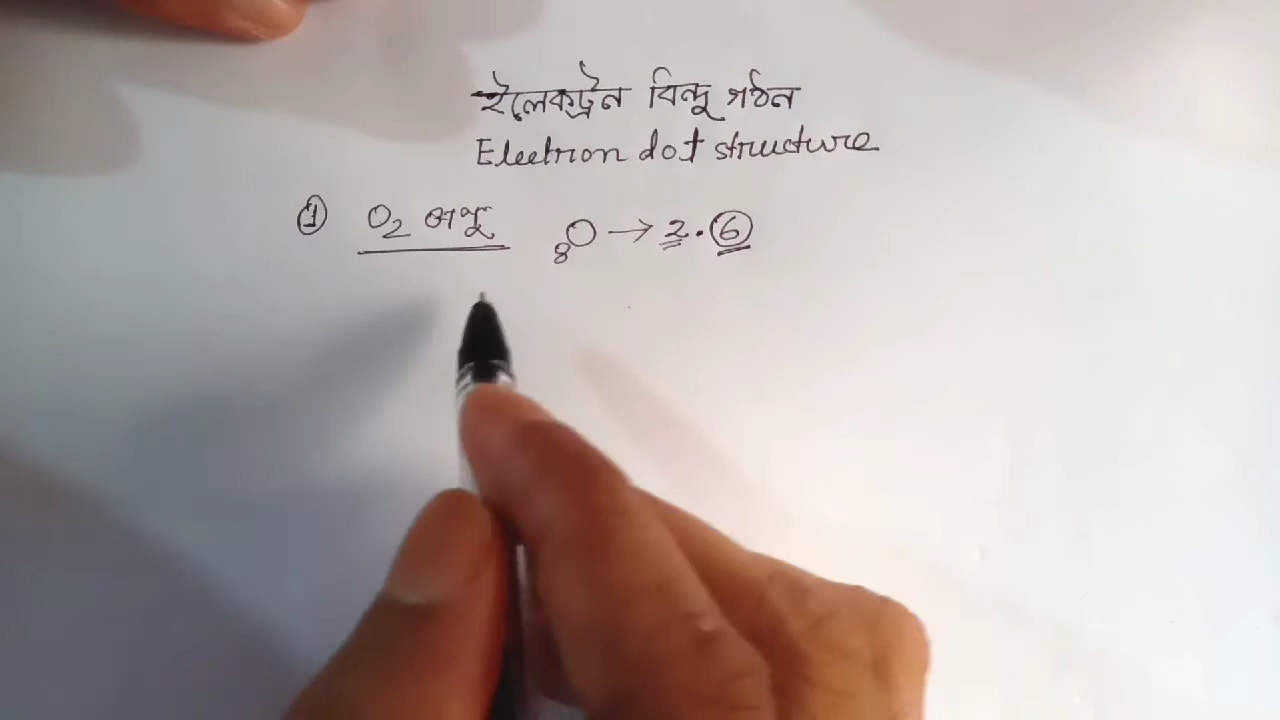 ইলেকট্রন বিন্দু গঠন
Electron dot structure
① O₂ অণু ₈O → 2.⑥